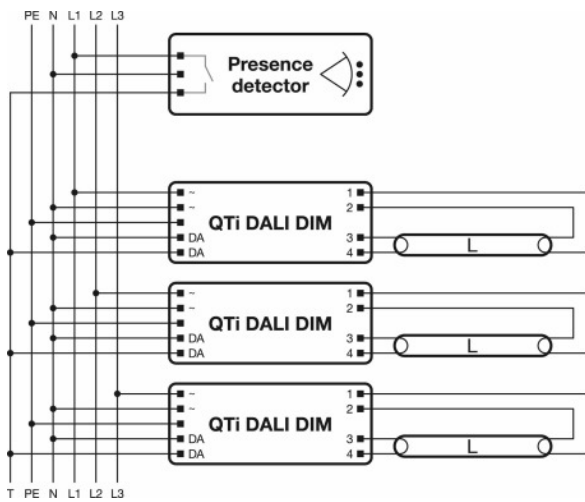 PE N L1 L2 L3
Presence
detector
~ 1
~ 2
QTi DALI DIM
DA 3 L
DA 4
~ 1
~ 2
QTi DALI DIM
DA 3 L
DA 4
~ 1
~ 2
QTi DALI DIM
DA 3 L
DA 4
T PE N L1 L2 L3